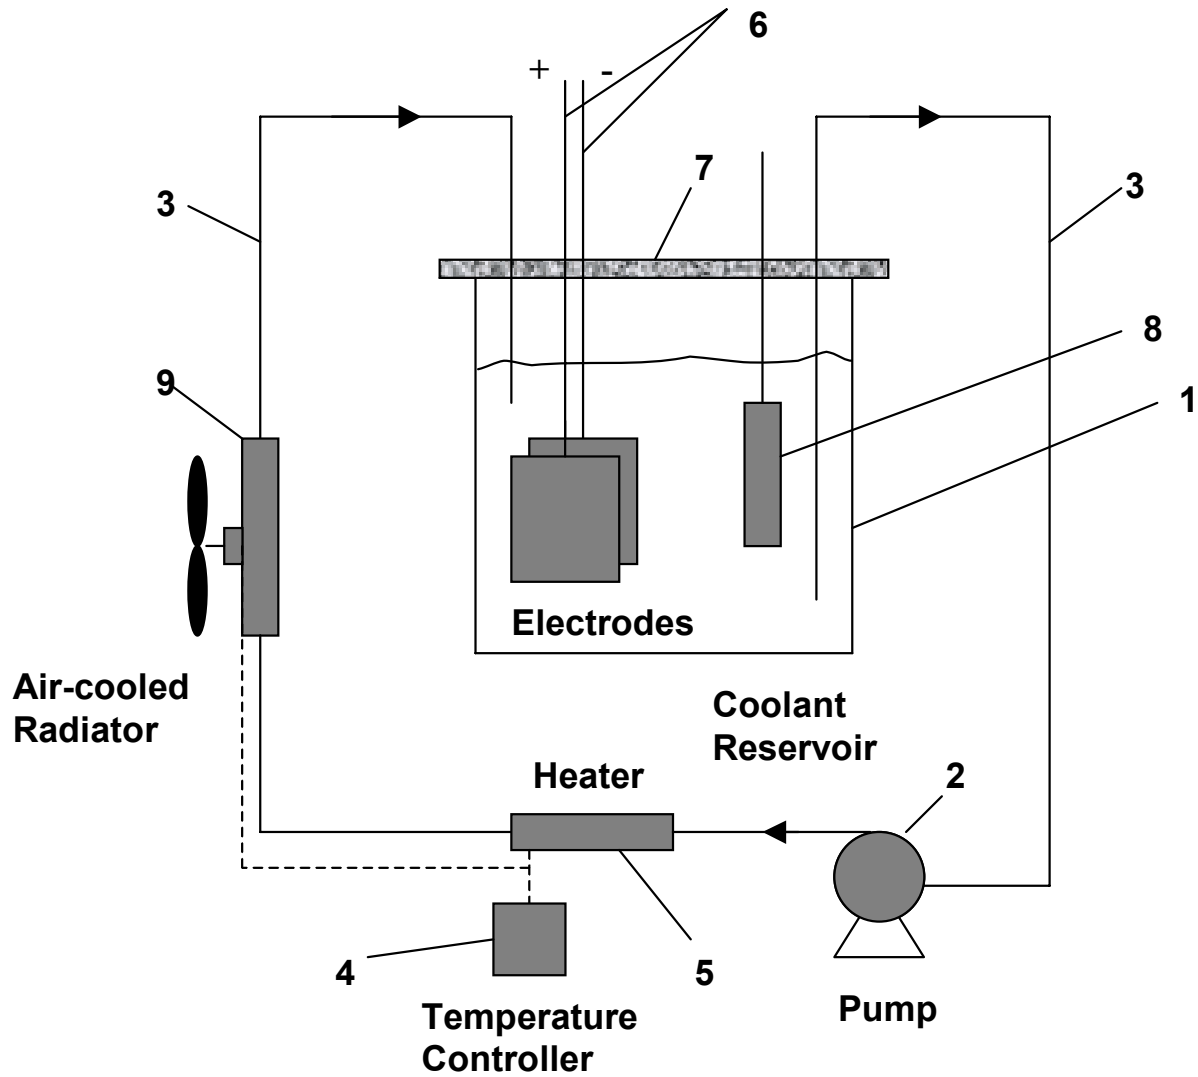 6
+ -
7
3
3
8
9
1
Electrodes
Air-cooled
Radiator
Coolant
Reservoir
Heater
2
4
5
Pump
Temperature
Controller